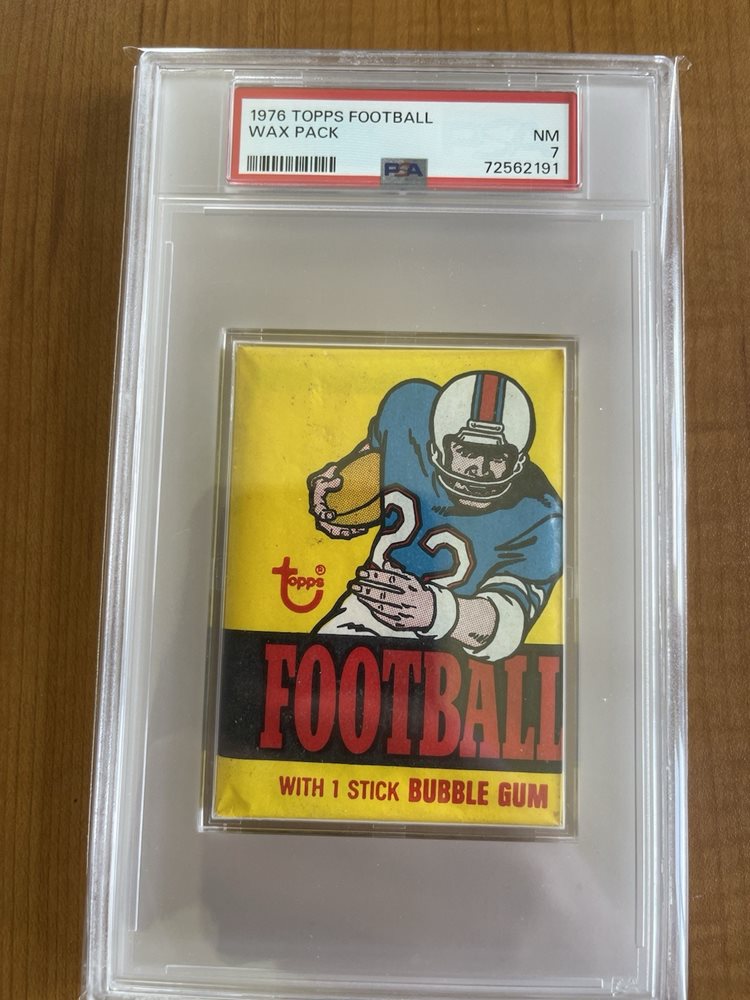 1976 TOPPS FOOTBALL
WAX PACK
NM
7
PSA
72562191
22
topps®
FOOTBALL
WITH 1 STICK BUBBLE GUM